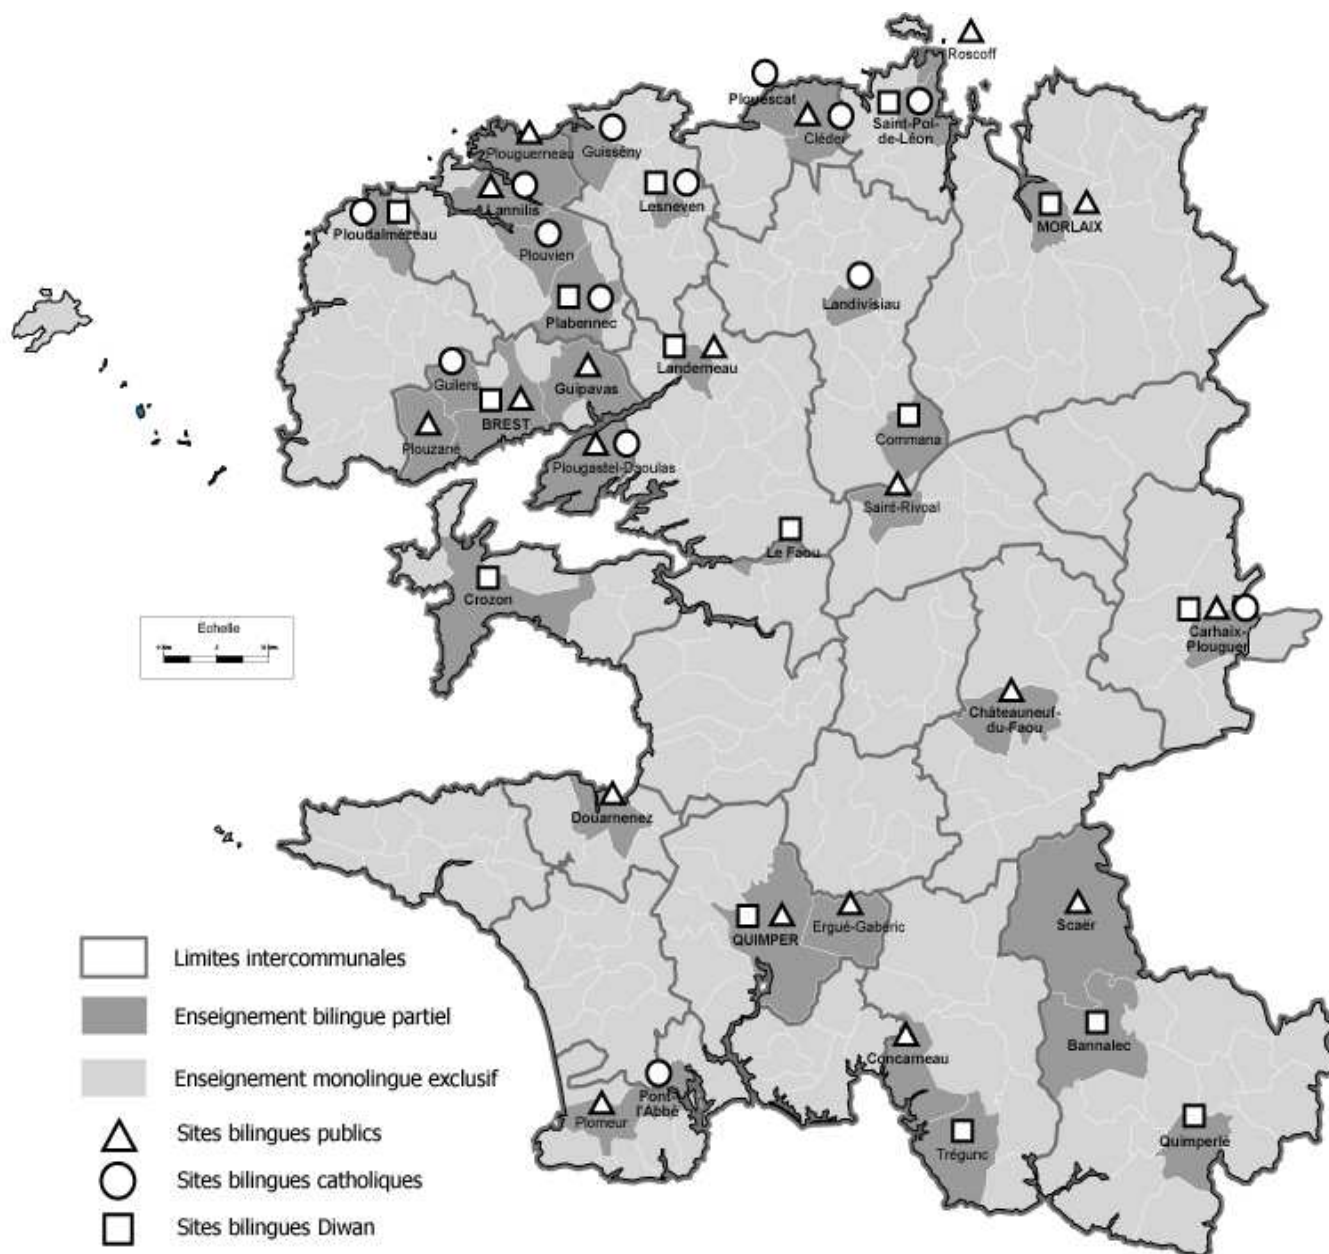 Roscoff
Plouescat
Cléder
Saint-Pol-
de-Léon
Plouguerneau
Guissény
Lannilis
Lesneven
MORLAIX
Ploudalmézeau
Plouvien
Landivisiau
Plabennec
Landerneau
Guilers
Guipavas
BREST
Plouzane
Commana
Plougastel-Daoulas
Saint-Rivoal
Le Faou
Crozon
Echelle
Carhaix-
Plouguer
Châteauneuf-
du-Faou
Douarnenez
QUIMPER
Ergué-Gabéric
Scaër
Limites intercommunales
Enseignement bilingue partiel
Bannalec
Concarneau
Enseignement monolingue exclusif
Pont-
l'Abbé
Plomeur
Sites bilingues publics
Trégunc
Quimperlé
Sites bilingues catholiques
Sites bilingues Diwan